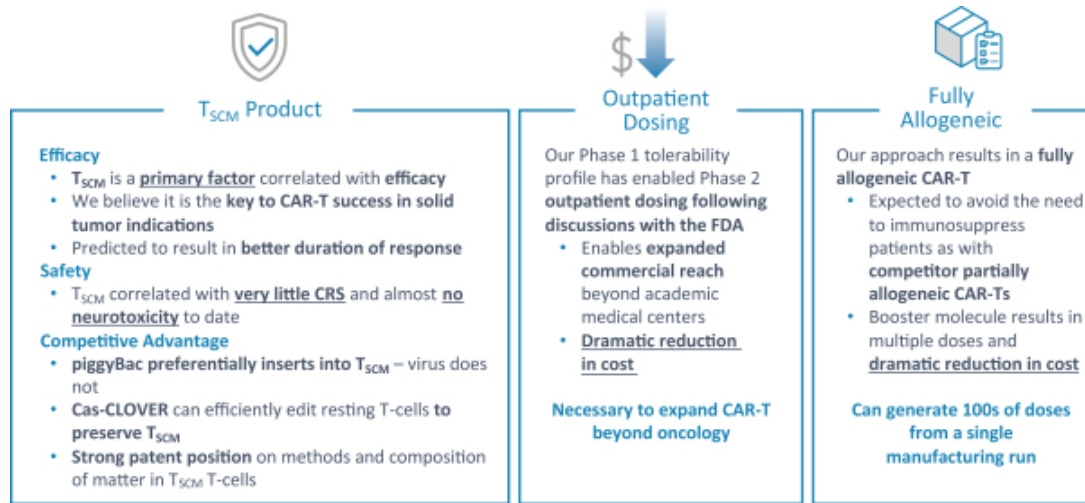 T_SCM Product
Efficacy
• T_SCM is a primary factor correlated with efficacy
• We believe it is the key to CAR-T success in solid
tumor indications
• Predicted to result in better duration of response
Safety
• T_SCM correlated with very little CRS and almost no
neurotoxicity to date
Competitive Advantage
• piggyBac preferentially inserts into T_SCM – virus does
not
• Cas-CLOVER can efficiently edit resting T-cells to
preserve T_SCM
• Strong patent position on methods and composition
of matter in T_SCM T-cells
$
Outpatient
Dosing
Our Phase 1 tolerability
profile has enabled Phase 2
outpatient dosing following
discussions with the FDA
• Enables expanded
commercial reach
beyond academic
medical centers
• Dramatic reduction
in cost
Necessary to expand CAR-T
beyond oncology
Fully
Allogeneic
Our approach results in a fully
allogeneic CAR-T
• Expected to avoid the need
to immunosuppress
patients as with
competitor partially
allogeneic CAR-Ts
• Booster molecule results in
multiple doses and
dramatic reduction in cost
Can generate 100s of doses
from a single
manufacturing run